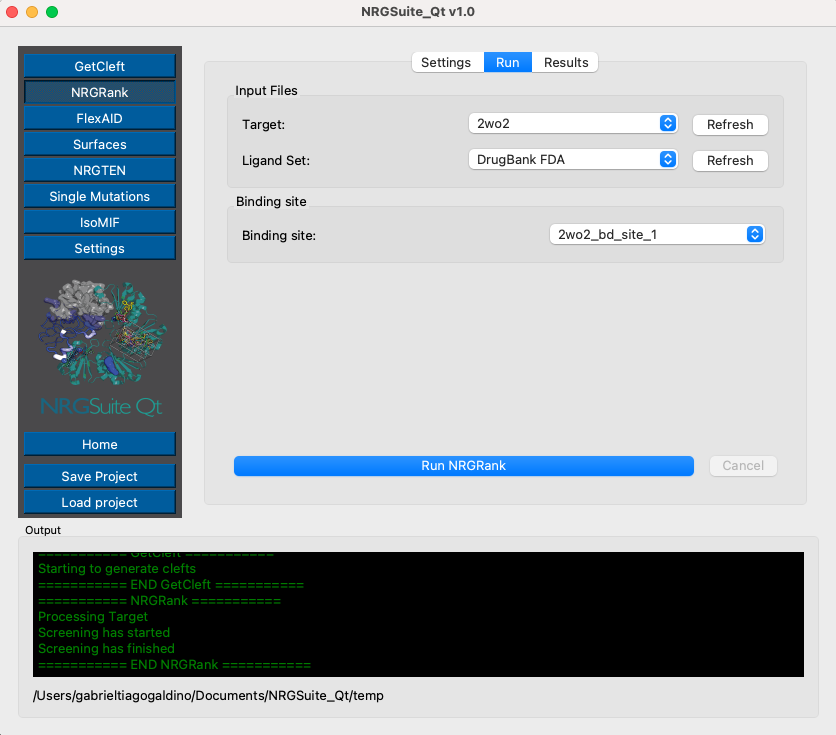 NRGSuite_Qt v1.0
GetCleft
NRGRank
FlexAID
Surfaces
NRGTEN
Single Mutations
IsoMIF
Settings
NRGSuite Qt
Home
Save Project
Load project
Settings Run Results
Input Files
Target: 2wo2 Refresh
Ligand Set: DrugBank FDA Refresh
Binding site
Binding site: 2wo2_bd_site_1
Run NRGRank Cancel
Output
=========== GetCleft ===========
Starting to generate clefts
=========== END GetCleft ===========
=========== NRGRank ===========
Processing Target
Screening has started
Screening has finished
=========== END NRGRank ===========
/Users/gabrieltiagogaldino/Documents/NRGSuite_Qt/temp